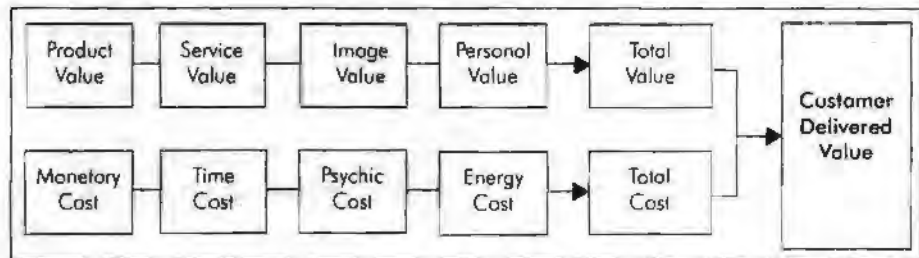 Product
Value
Service
Value
Image
Value
Personal
Value
Total
Value
Monetory
Cost
Time
Cost
Psychic
Cost
Energy
Cost
Total
Cost
Customer
Delivered
Value